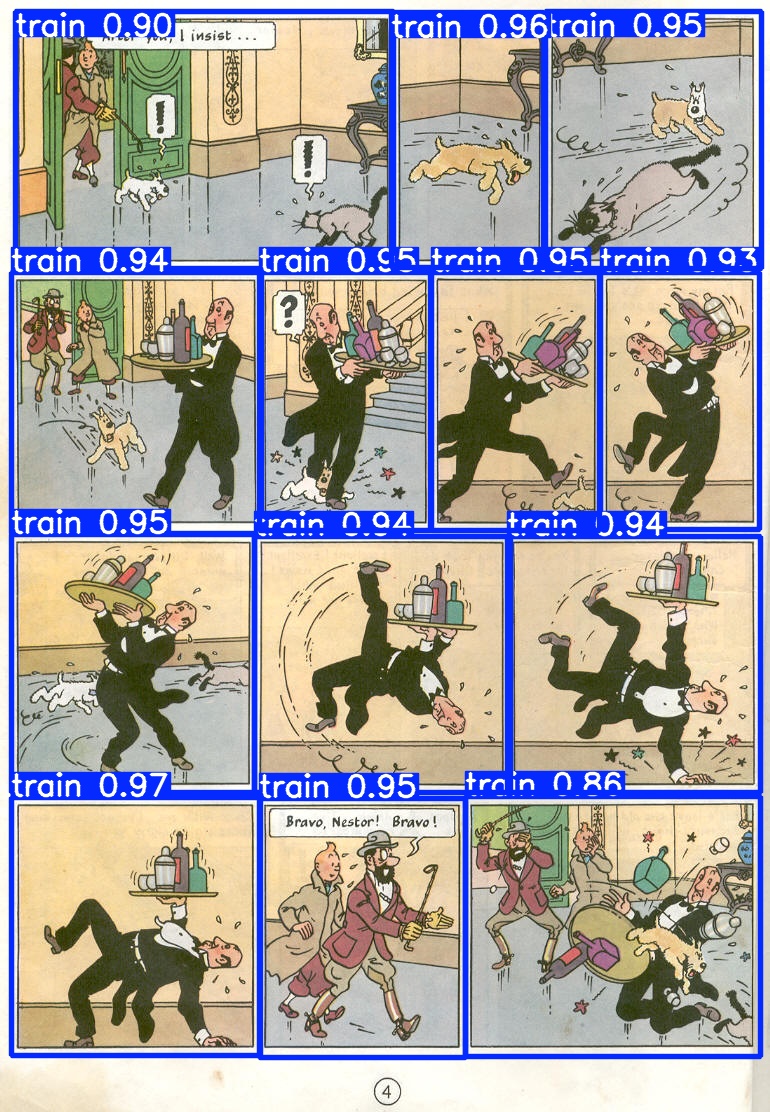 train 0.90
train 0.96
train 0.95
After you, I insist ...
!!!
!!!
train 0.94
train 0.95
train 0.95
train 0.93
?
train 0.95
train 0.94
train 0.94
train 0.97
train 0.95
train 0.86
Bravo, Nestor! Bravo!
4